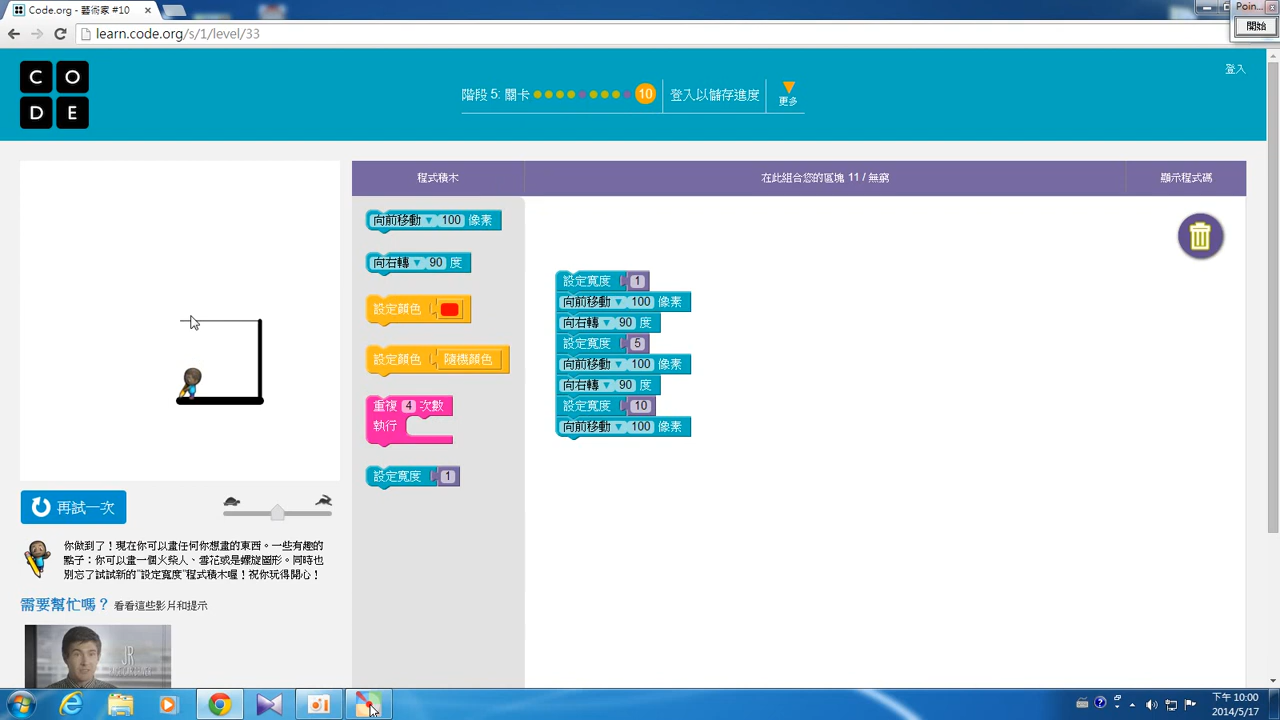 Code.org - 藝術家 #10
Poin...
開始
learn.code.org/s/1/level/33
C O
D E
階段 5: 關卡 10 登入以儲存進度 更多
登入
程式積木
在此組合您的區塊 11 / 無窮
顯示程式碼
向前移動 100 像素
向右轉 90 度
設定顏色
設定顏色 隨機顏色
重複 4 次數
執行
設定寬度 1
設定寬度 1
向前移動 100 像素
向右轉 90 度
設定寬度 5
向前移動 100 像素
向右轉 90 度
設定寬度 10
向前移動 100 像素
再試一次
你做到了！現在你可以畫任何你想畫的東西。一些有趣的
點子：你可以畫一個火柴人、雪花或是螺旋圖形。同時也
別忘了試試新的"設定寬度"程式積木喔！祝你玩得開心！
需要幫忙嗎？ 看看這些影片和提示
JR
下午 10:00
2014/5/17